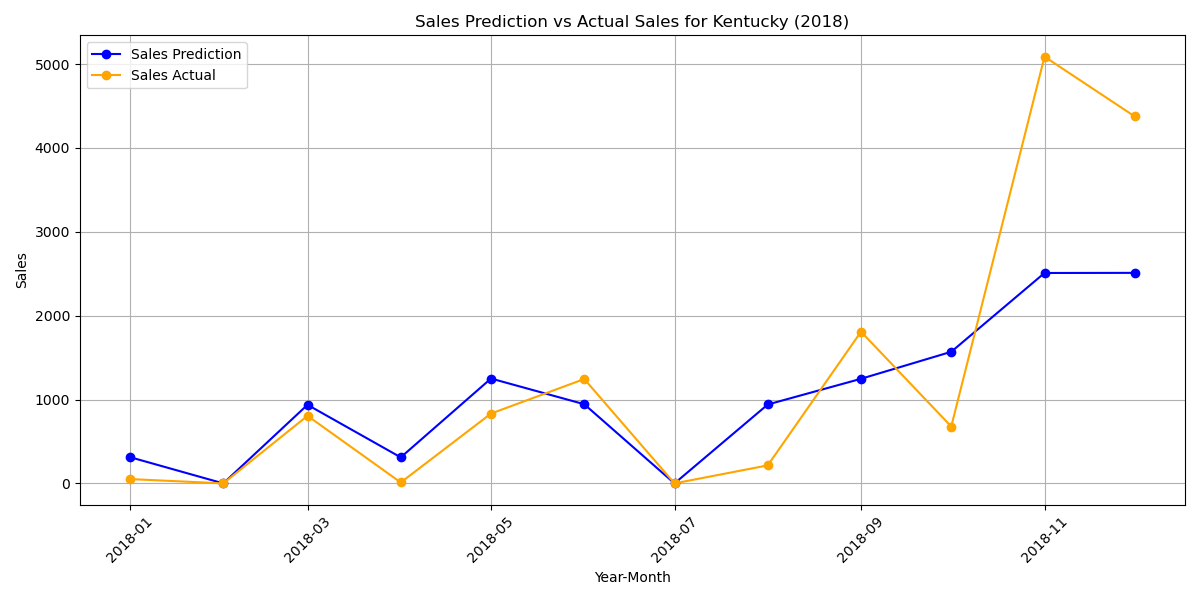 Sales Prediction vs Actual Sales for Kentucky (2018)
Sales Prediction
Sales Actual
5000
4000
3000
2000
1000
0
Sales
2018-01
2018-03
2018-05
2018-07
2018-09
2018-11
Year-Month